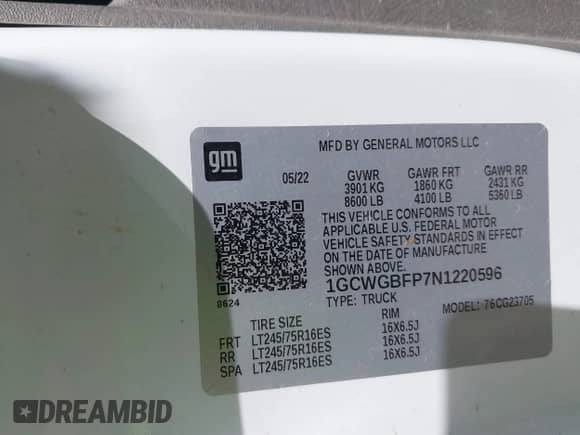 MFD BY GENERAL MOTORS LLC
gm
05/22 GVWR GAWR FRT GAWR RR
3901 KG 1860 KG 2431 KG
8600 LB 4100 LB 5360 LB
THIS VEHICLE CONFORMS TO ALL
APPLICABLE U.S. FEDERAL MOTOR
VEHICLE SAFETY STANDARDS IN EFFECT
ON THE DATE OF MANUFACTURE
SHOWN ABOVE.
1GCWGBFP7N1220596
8624
TYPE: TRUCK MODEL: 76CG23705
TIRE SIZE RIM
FRT LT245/75R16ES 16X6.5J
RR LT245/75R16ES 16X6.5J
SPA LT245/75R16ES 16X6.5J
DREAMBID